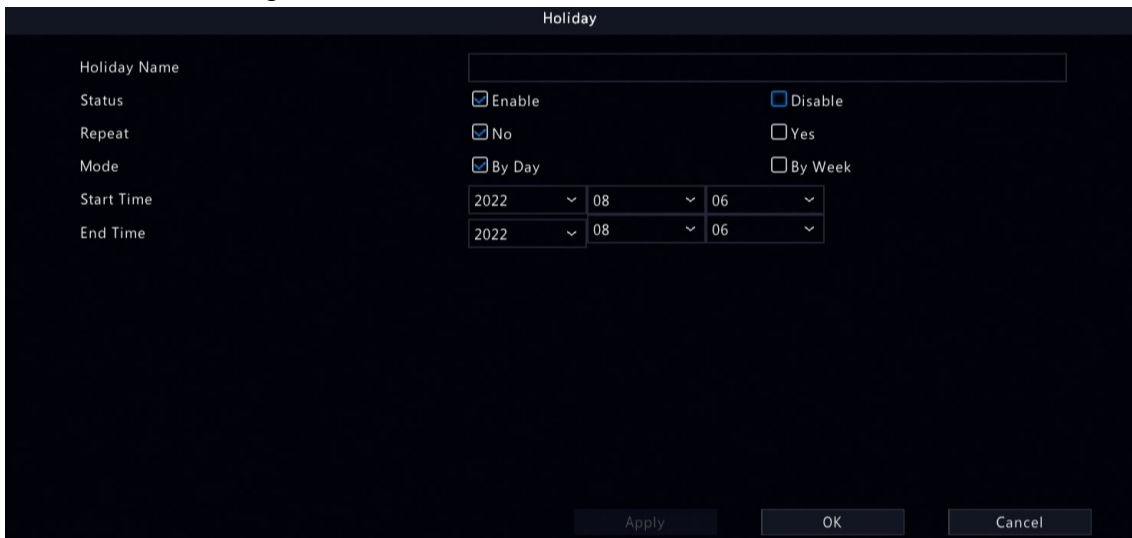 Holiday
Holiday Name
Status Enable Disable
Repeat No Yes
Mode By Day By Week
Start Time 2022 08 06
End Time 2022 08 06
Apply OK Cancel